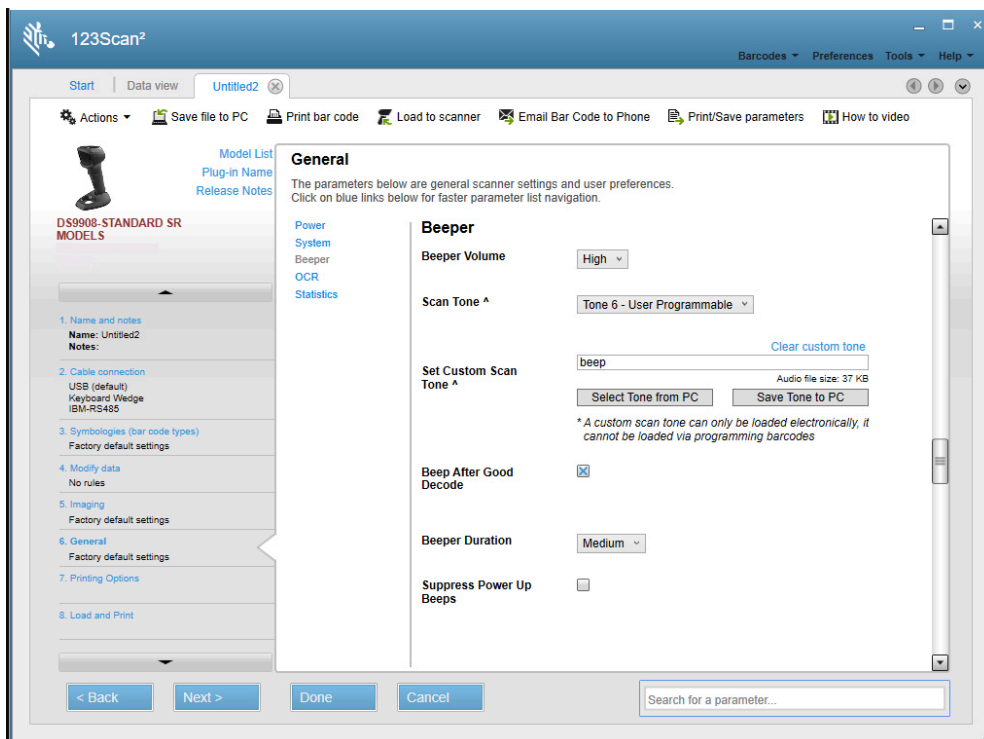 123Scan²
Barcodes Preferences Tools Help
Start Data view Untitled2
Actions Save file to PC Print bar code Load to scanner Email Bar Code to Phone Print/Save parameters How to video
Model List
Plug-in Name
Release Notes
DS9908-STANDARD SR
MODELS
1. Name and notes
Name: Untitled2
Notes:
2. Cable connection
USB (default)
Keyboard Wedge
IBM-RS485
3. Symbologies (bar code types)
Factory default settings
4. Modify data
No rules
5. Imaging
Factory default settings
6. General
Factory default settings
7. Printing Options
8. Load and Print
General
The parameters below are general scanner settings and user preferences.
Click on blue links below for faster parameter list navigation.
Power
System
Beeper
OCR
Statistics
Beeper
Beeper Volume High
Scan Tone ^ Tone 6 - User Programmable
Clear custom tone
Set Custom Scan
Tone ^
beep
Audio file size: 37 KB
Select Tone from PC Save Tone to PC
* A custom scan tone can only be loaded electronically, it
cannot be loaded via programming barcodes
Beep After Good
Decode
Beeper Duration Medium
Suppress Power Up
Beeps
< Back Next > Done Cancel Search for a parameter...